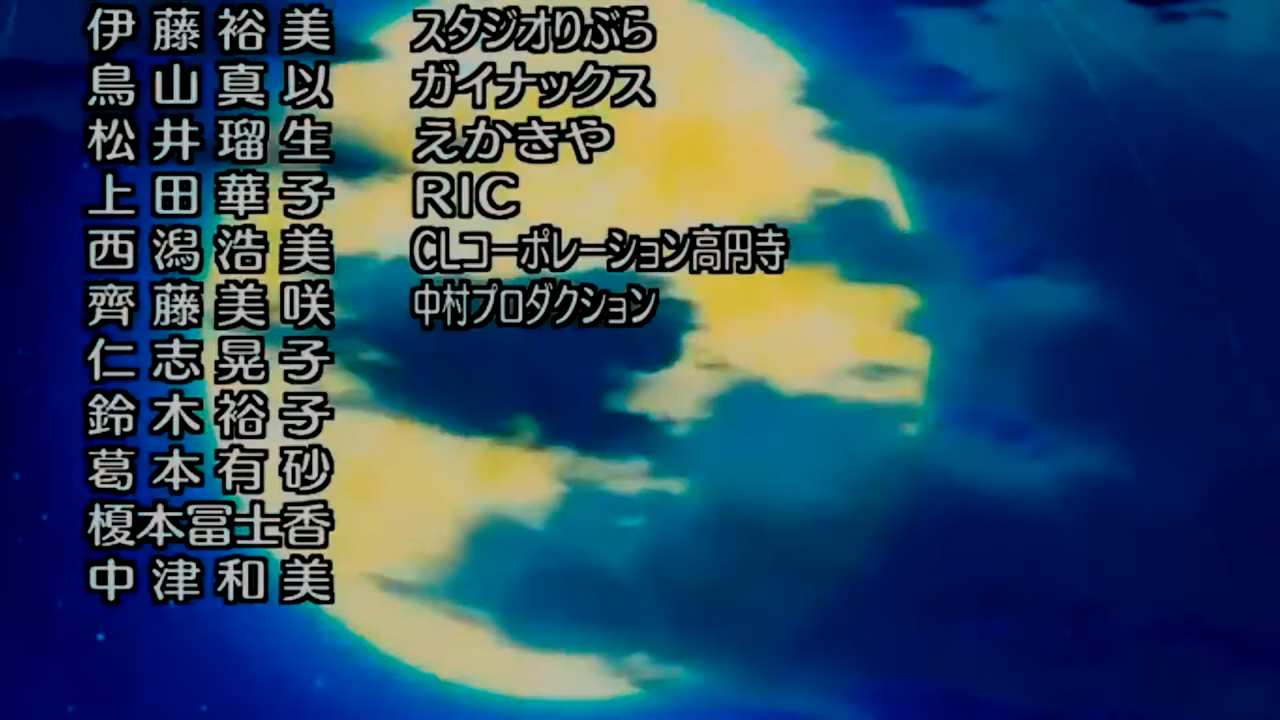 伊藤裕美
鳥山真以
松井瑠生
上田華子
西潟浩美
齊藤美咲
仁志晃子
鈴木裕子
葛本有砂
榎本冨士香
中津和美
スタジオりぶら
ガイナックス
えかきや
RIC
CLコーポレーション高円寺
中村プロダクション